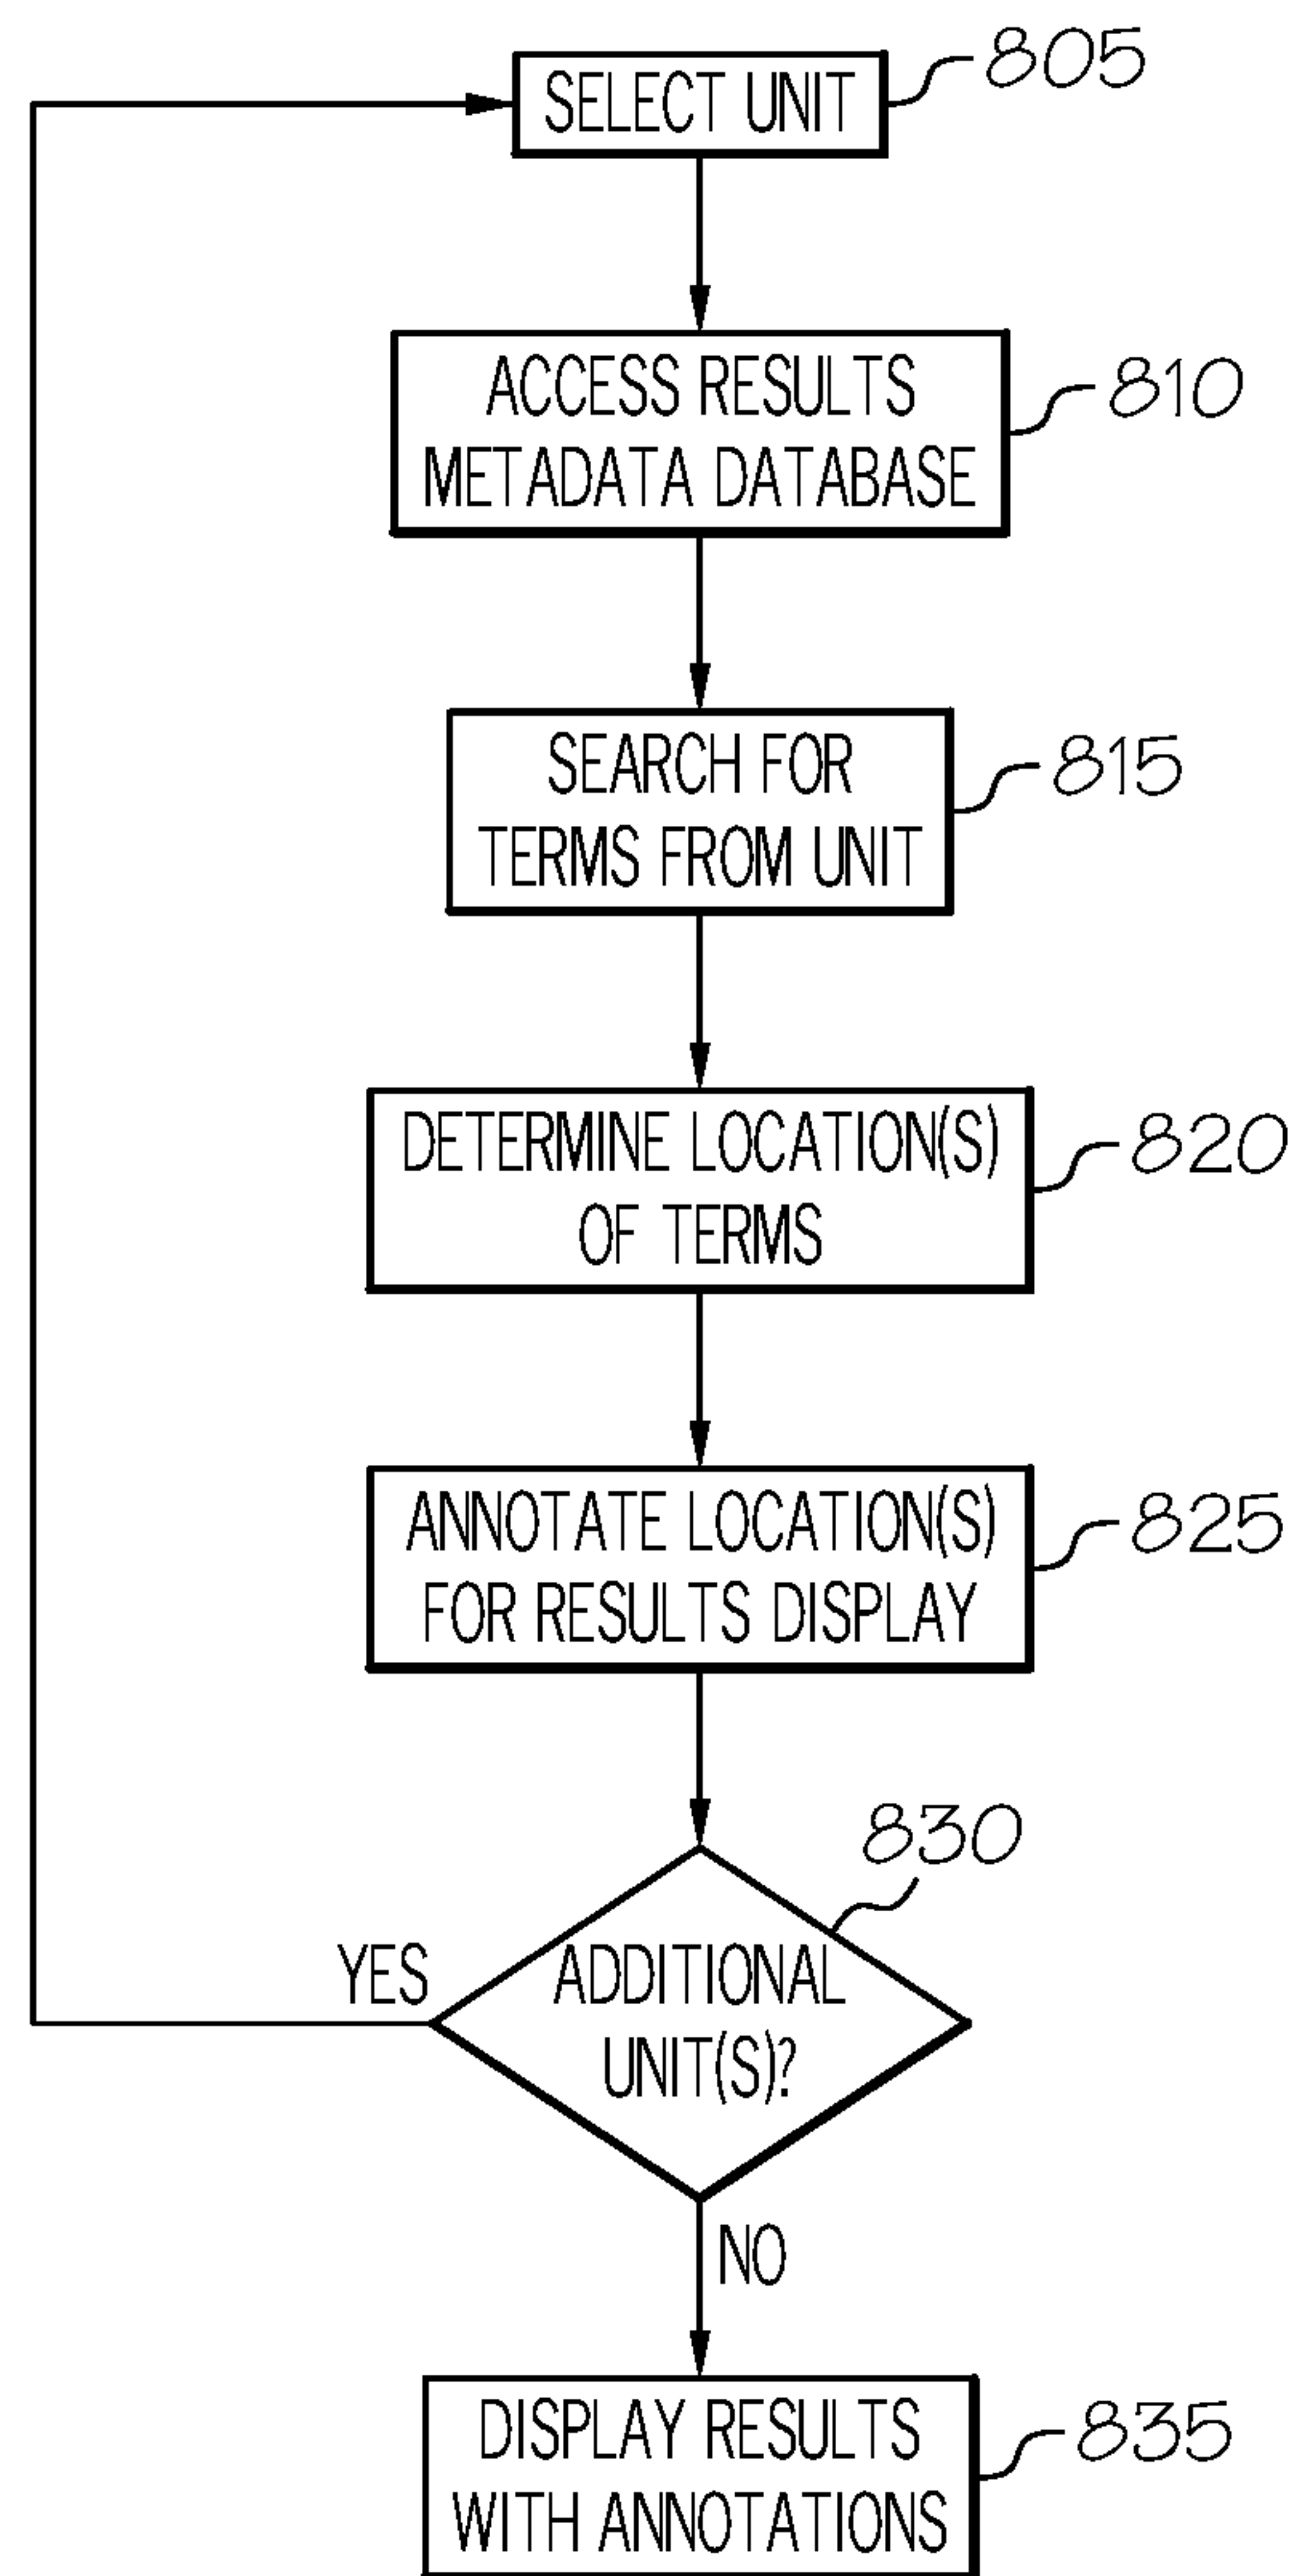 SELECT UNIT
805
ACCESS RESULTS
METADATA DATABASE
810
SEARCH FOR
TERMS FROM UNIT
815
DETERMINE LOCATION(S)
OF TERMS
820
ANNOTATE LOCATION(S)
FOR RESULTS DISPLAY
825
830
YES
ADDITIONAL
UNIT(S)?
NO
DISPLAY RESULTS
WITH ANNOTATIONS
835